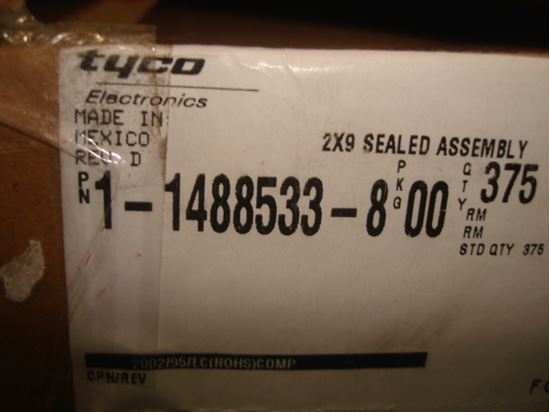 tyco
Electronics
MADE IN
MEXICO
REV. D
2X9 SEALED ASSEMBLY
PN 1-1488533-8 PKG 00 QTY 375
RM
RM
STD QTY 375
2002/95/EC(ROHS)COMP
CPN/REV